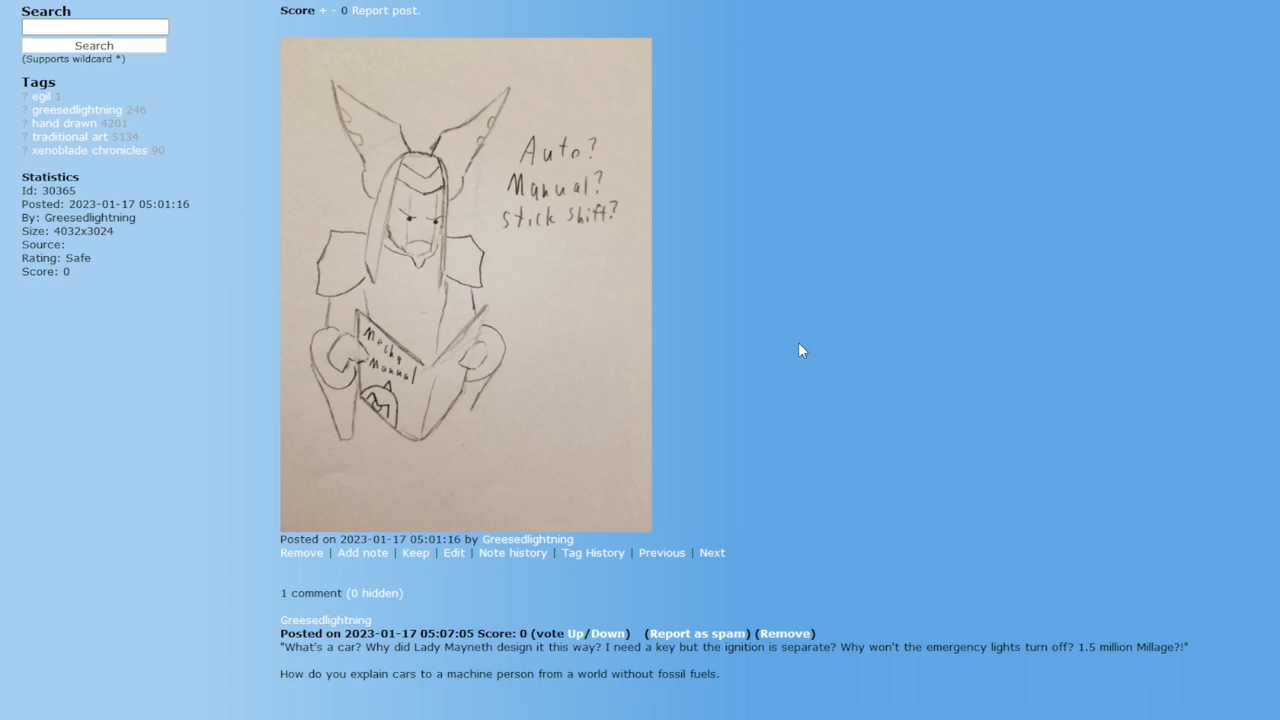 Search
Search
(Supports wildcard *)
Tags
? egil 1
? greesedlightning 246
? hand drawn 4201
? traditional art 5134
? xenoblade chronicles 90
Statistics
Id: 30365
Posted: 2023-01-17 05:01:16
By: Greesedlightning
Size: 4032x3024
Source:
Rating: Safe
Score: 0
Score + - 0 Report post.
Auto?
Manual?
stick shift?
Mecha
Manual
M
Posted on 2023-01-17 05:01:16 by Greesedlightning
Remove | Add note | Keep | Edit | Note history | Tag History | Previous | Next
1 comment (0 hidden)
Greesedlightning
Posted on 2023-01-17 05:07:05 Score: 0 (vote Up/Down) (Report as spam) (Remove)
"What's a car? Why did Lady Mayneth design it this way? I need a key but the ignition is separate? Why won't the emergency lights turn off? 1.5 million Millage?!"
How do you explain cars to a machine person from a world without fossil fuels.